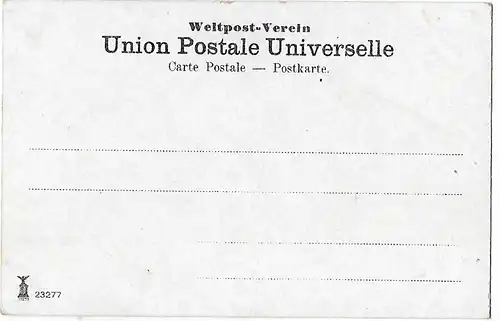 Weltpost-Verein
Union Postale Universelle
Carte Postale — Postkarte.
23277